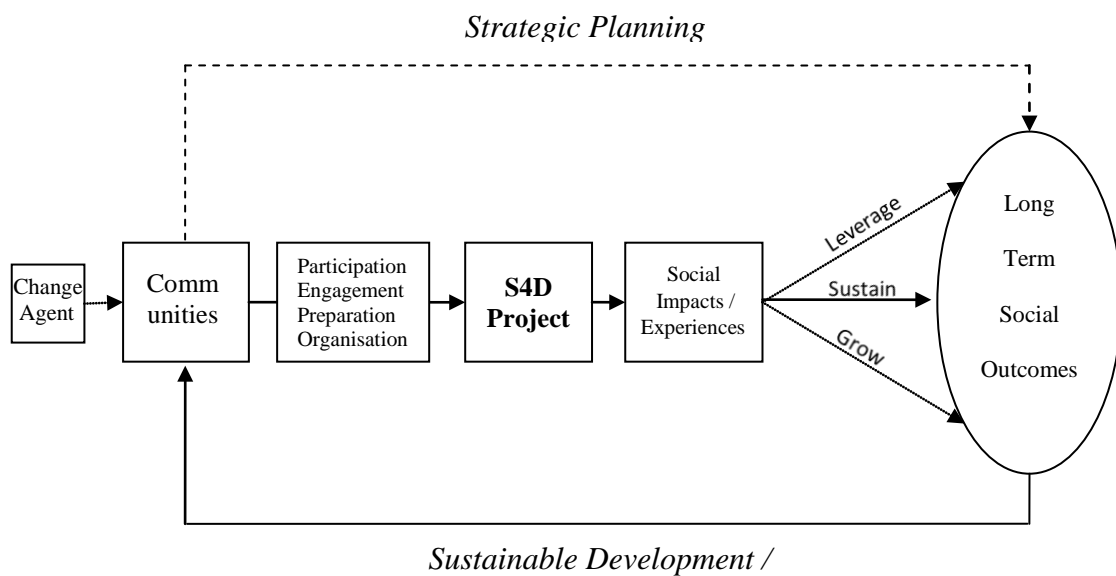 Strategic Planning
Change
Agent
Comm
unities
Participation
Engagement
Preparation
Organisation
S4D
Project
Social
Impacts /
Experiences
Leverage
Sustain
Grow
Long
Term
Social
Outcomes
Sustainable Development /